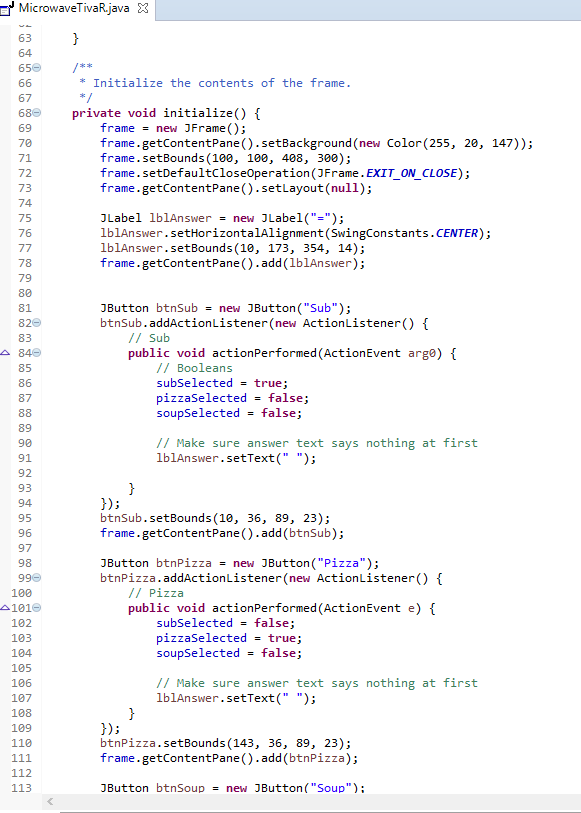 MicrowaveTivaR.java
62
63 }
64
65 /**
66 * Initialize the contents of the frame.
67 */
68 private void initialize() {
69 frame = new JFrame();
70 frame.getContentPane().setBackground(new Color(255, 20, 147));
71 frame.setBounds(100, 100, 408, 300);
72 frame.setDefaultCloseOperation(JFrame.EXIT_ON_CLOSE);
73 frame.getContentPane().setLayout(null);
74
75 JLabel lblAnswer = new JLabel("=");
76 lblAnswer.setHorizontalAlignment(SwingConstants.CENTER);
77 lblAnswer.setBounds(10, 173, 354, 14);
78 frame.getContentPane().add(lblAnswer);
79
80
81 JButton btnSub = new JButton("Sub");
82 btnSub.addActionListener(new ActionListener() {
83 // Sub
84 public void actionPerformed(ActionEvent arg0) {
85 // Booleans
86 subSelected = true;
87 pizzaSelected = false;
88 soupSelected = false;
89
90 // Make sure answer text says nothing at first
91 lblAnswer.setText(" ");
92
93 }
94 });
95 btnSub.setBounds(10, 36, 89, 23);
96 frame.getContentPane().add(btnSub);
97
98 JButton btnPizza = new JButton("Pizza");
99 btnPizza.addActionListener(new ActionListener() {
100 // Pizza
101 public void actionPerformed(ActionEvent e) {
102 subSelected = false;
103 pizzaSelected = true;
104 soupSelected = false;
105
106 // Make sure answer text says nothing at first
107 lblAnswer.setText(" ");
108 }
109 });
110 btnPizza.setBounds(143, 36, 89, 23);
111 frame.getContentPane().add(btnPizza);
112
113 JButton btnSoup = new JButton("Soup");